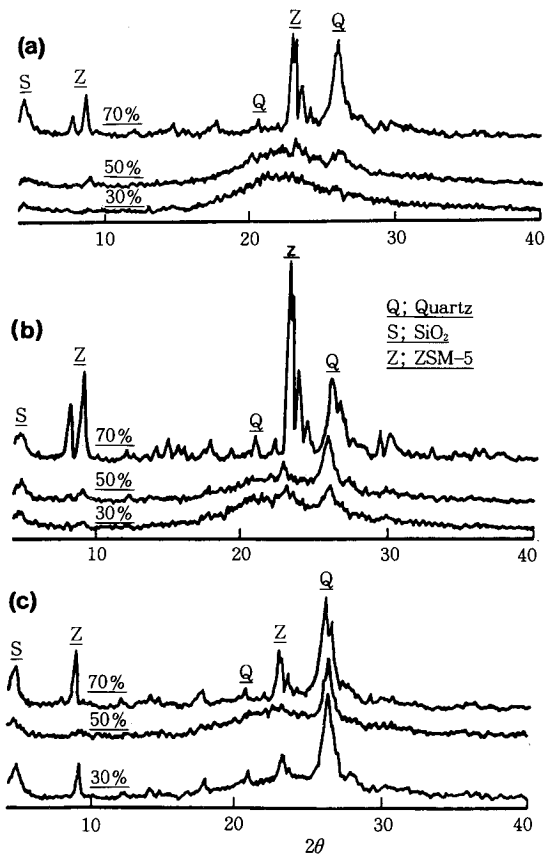 (a)
Z
Q
S
Z
Q
70%
50%
30%
10 20 30 40
(b)
z
Q; Quartz
S; SiO₂
Z; ZSM-5
Z
Q
S
Q
70%
50%
30%
10 20 30 40
(c)
Q
S
Z
Q
Z
70%
50%
30%
10 20 30 40
2θ